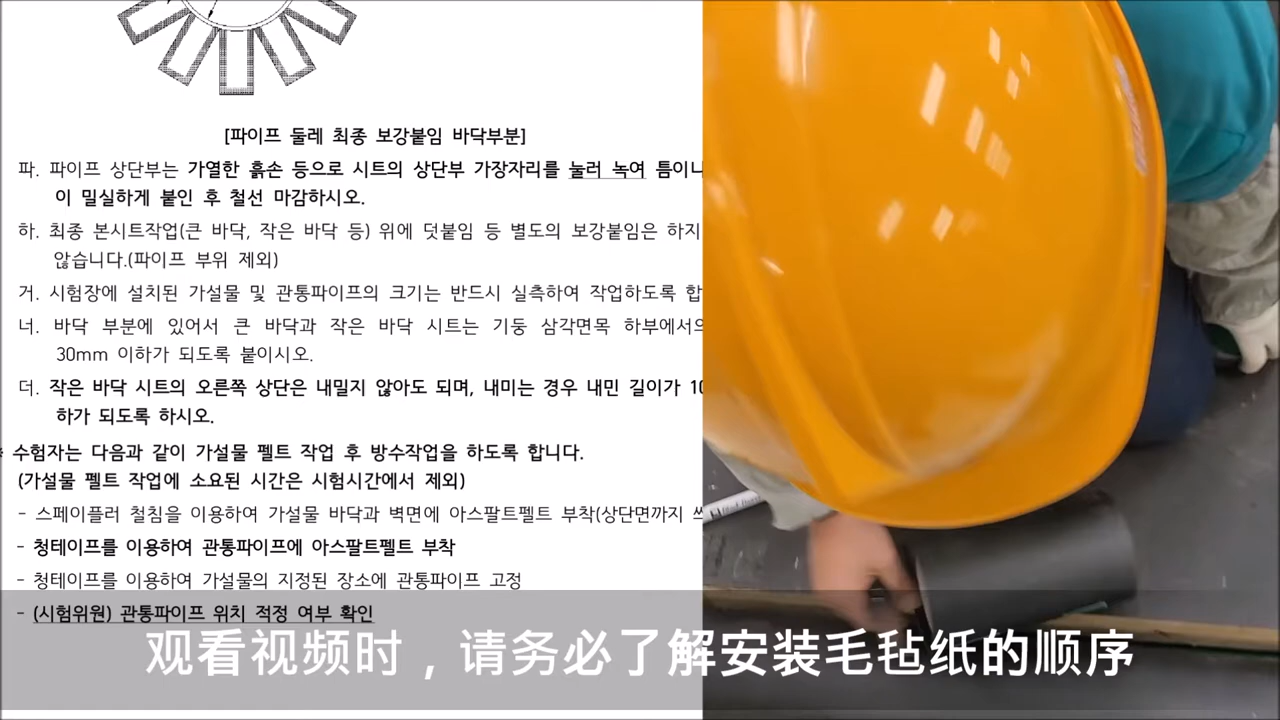 [파이프 둘레 최종 보강붙임 바닥부분]
파. 파이프 상단부는 가열한 흙손 등으로 시트의 상단부 가장자리를 눌러 녹여 틈이
이 밀실하게 붙인 후 철선 마감하시오.
하. 최종 본시트작업(큰 바닥, 작은 바닥 등) 위에 덧붙임 등 별도의 보강붙임은 하지
않습니다.(파이프 부위 제외)
거. 시험장에 설치된 가설물 및 관통파이프의 크기는 반드시 실측하여 작업하도록 합
너. 바닥 부분에 있어서 큰 바닥과 작은 바닥 시트는 기둥 삼각면목 하부에서
30mm 이하가 되도록 붙이시오.
더. 작은 바닥 시트의 오른쪽 상단은 내밀지 않아도 되며, 내미는 경우 내민 길이가
하가 되도록 하시오.
수험자는 다음과 같이 가설물 펠트 작업 후 방수작업을 하도록 합니다.
(가설물 펠트 작업에 소요된 시간은 시험시간에서 제외)
- 스페이플러 철침을 이용하여 가설물 바닥과 벽면에 아스팔트펠트 부착(상단면까지
- 청테이프를 이용하여 관통파이프에 아스팔트펠트 부착
- 청테이프를 이용하여 가설물의 지정된 장소에 관통파이프 고정
- (시험위원) 관통파이프 위치 적정 여부 확인
观看视频时，请务必了解安装毛毡纸的顺序